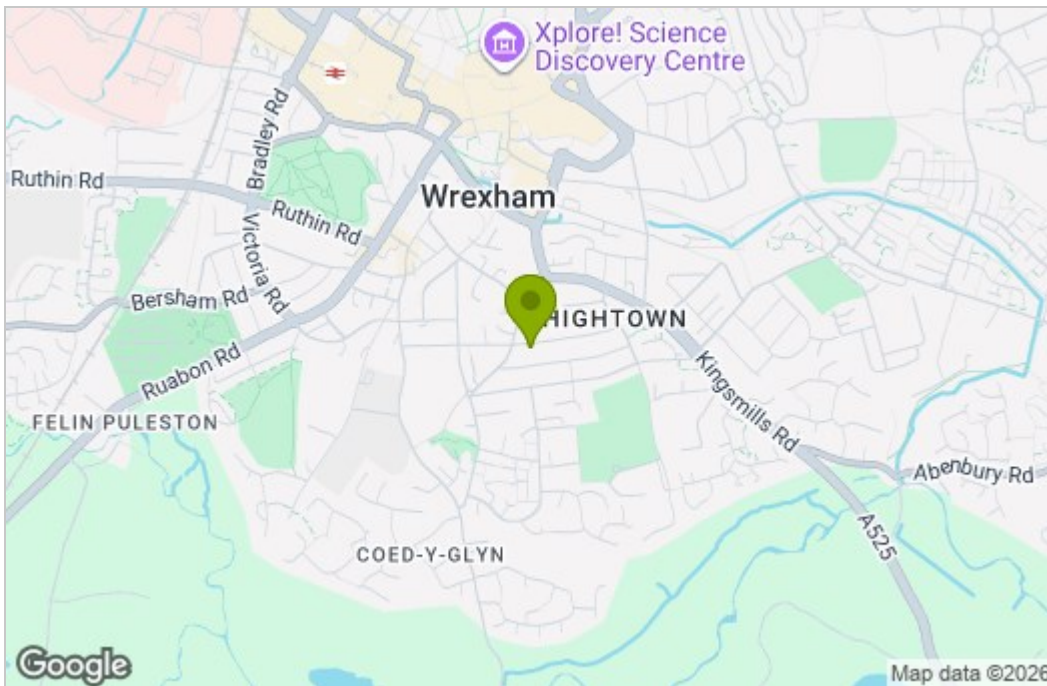 Xplore! Science
Discovery Centre
Bradley Rd
Ruthin Rd
Wrexham
Ruthin Rd
Victoria Rd
Bersham Rd
HIGHTOWN
Ruabon Rd
Kingsmills Rd
FELIN PULESTON
Abenbury Rd
A525
COED-Y-GLYN
Google
Map data ©2026